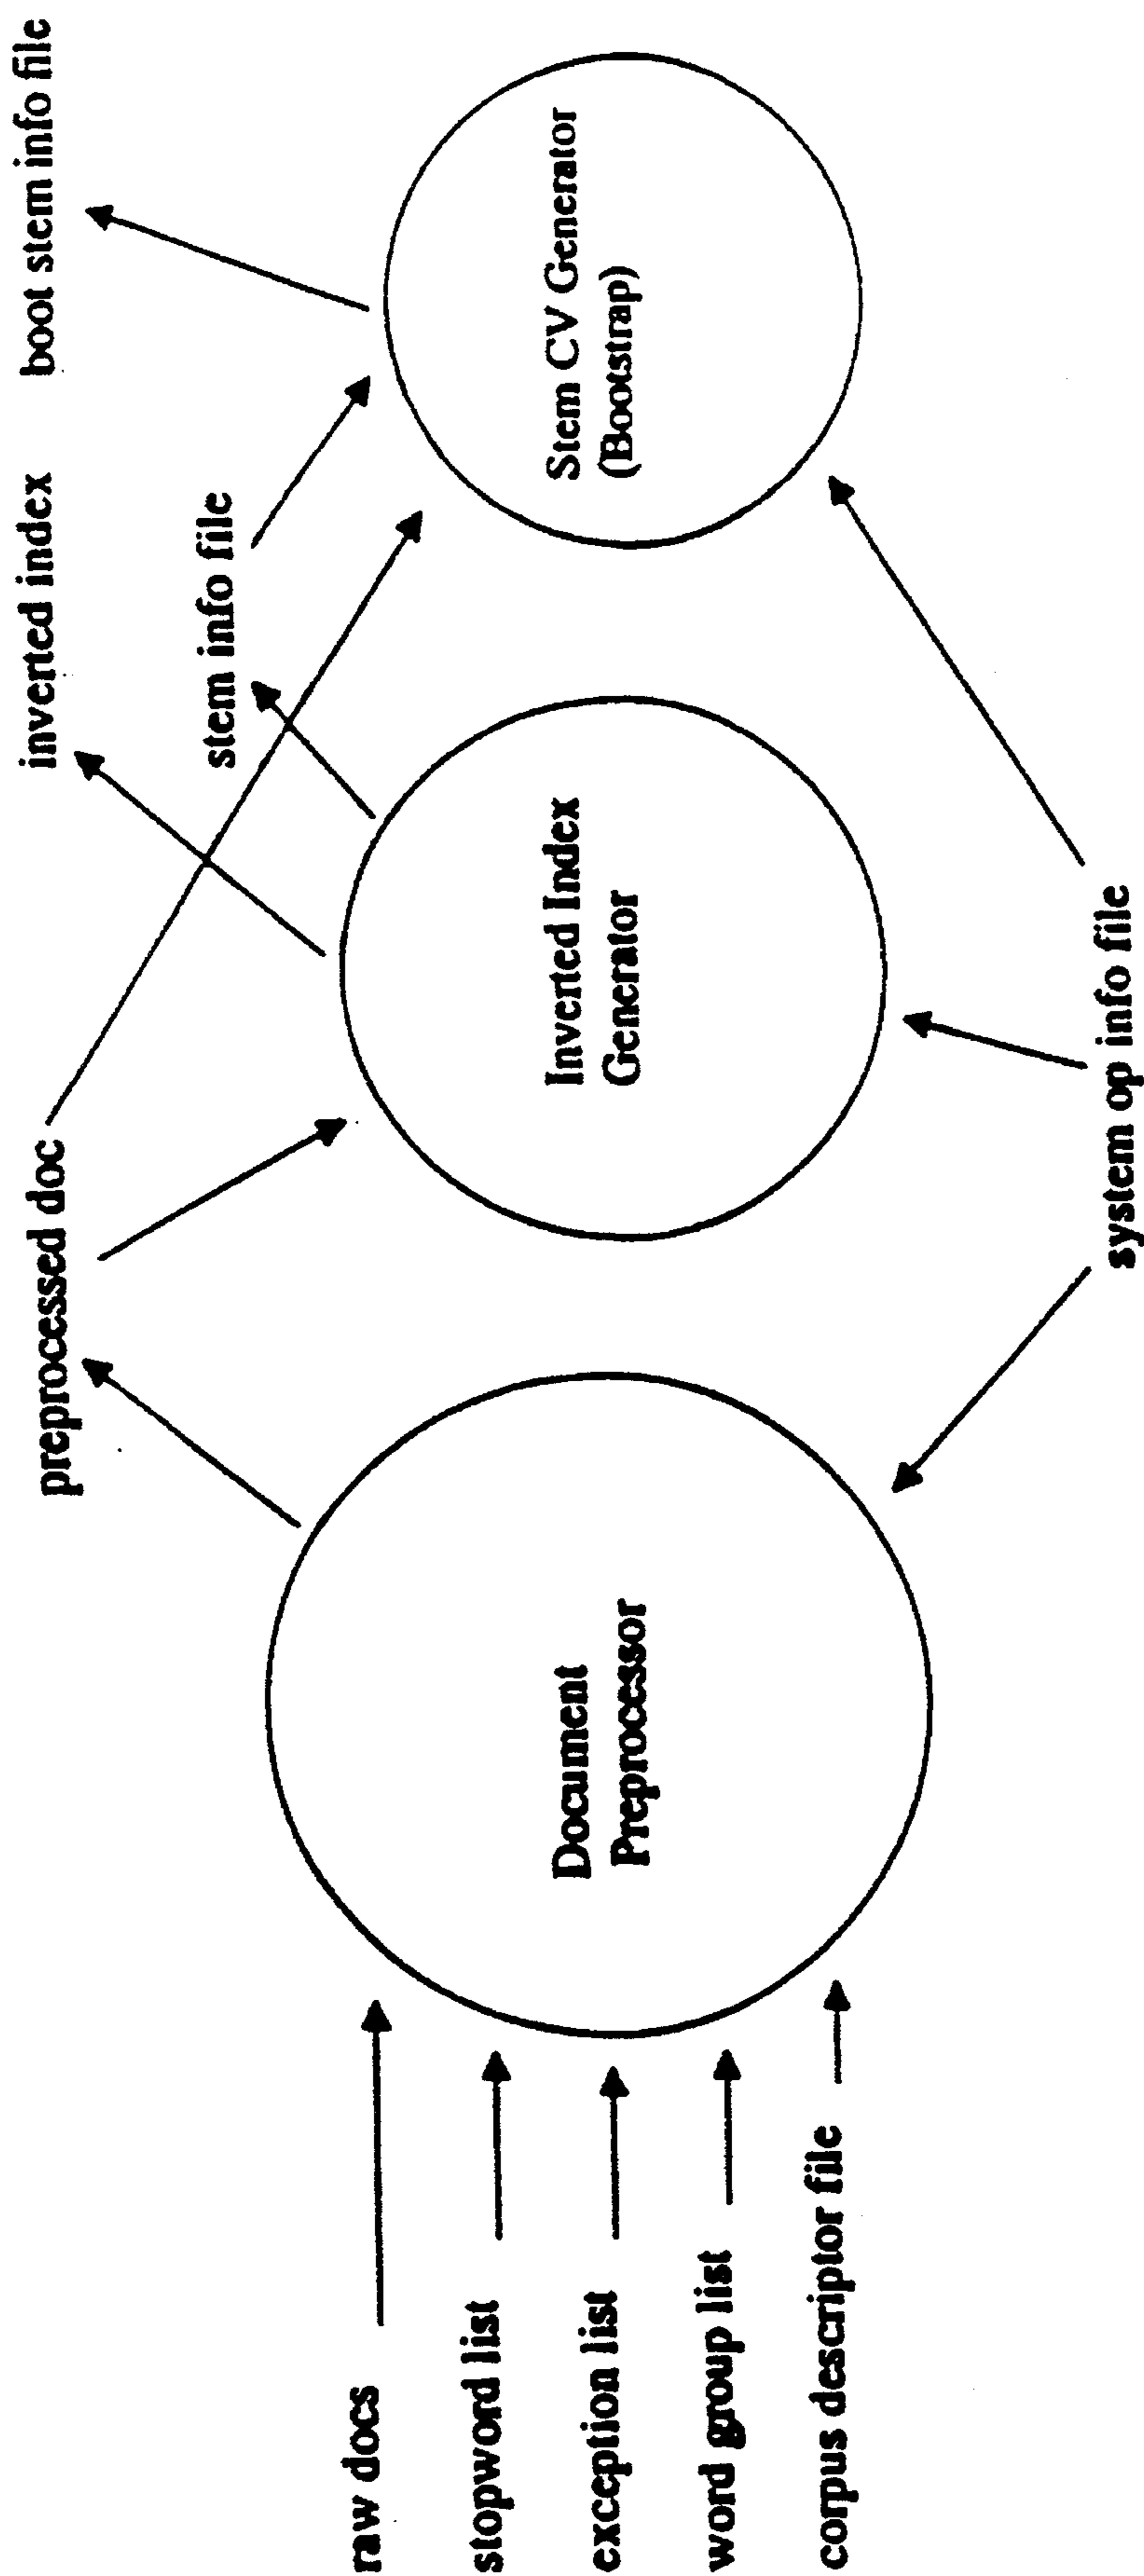 preprocessed doc
inverted index
boot stem info file
stem info file
raw docs
stopword list
exception list
word group list
corpus descriptor file
Document
Preprocessor
Inverted Index
Generator
Stem CV Generator
(Bootstrap)
system op info file